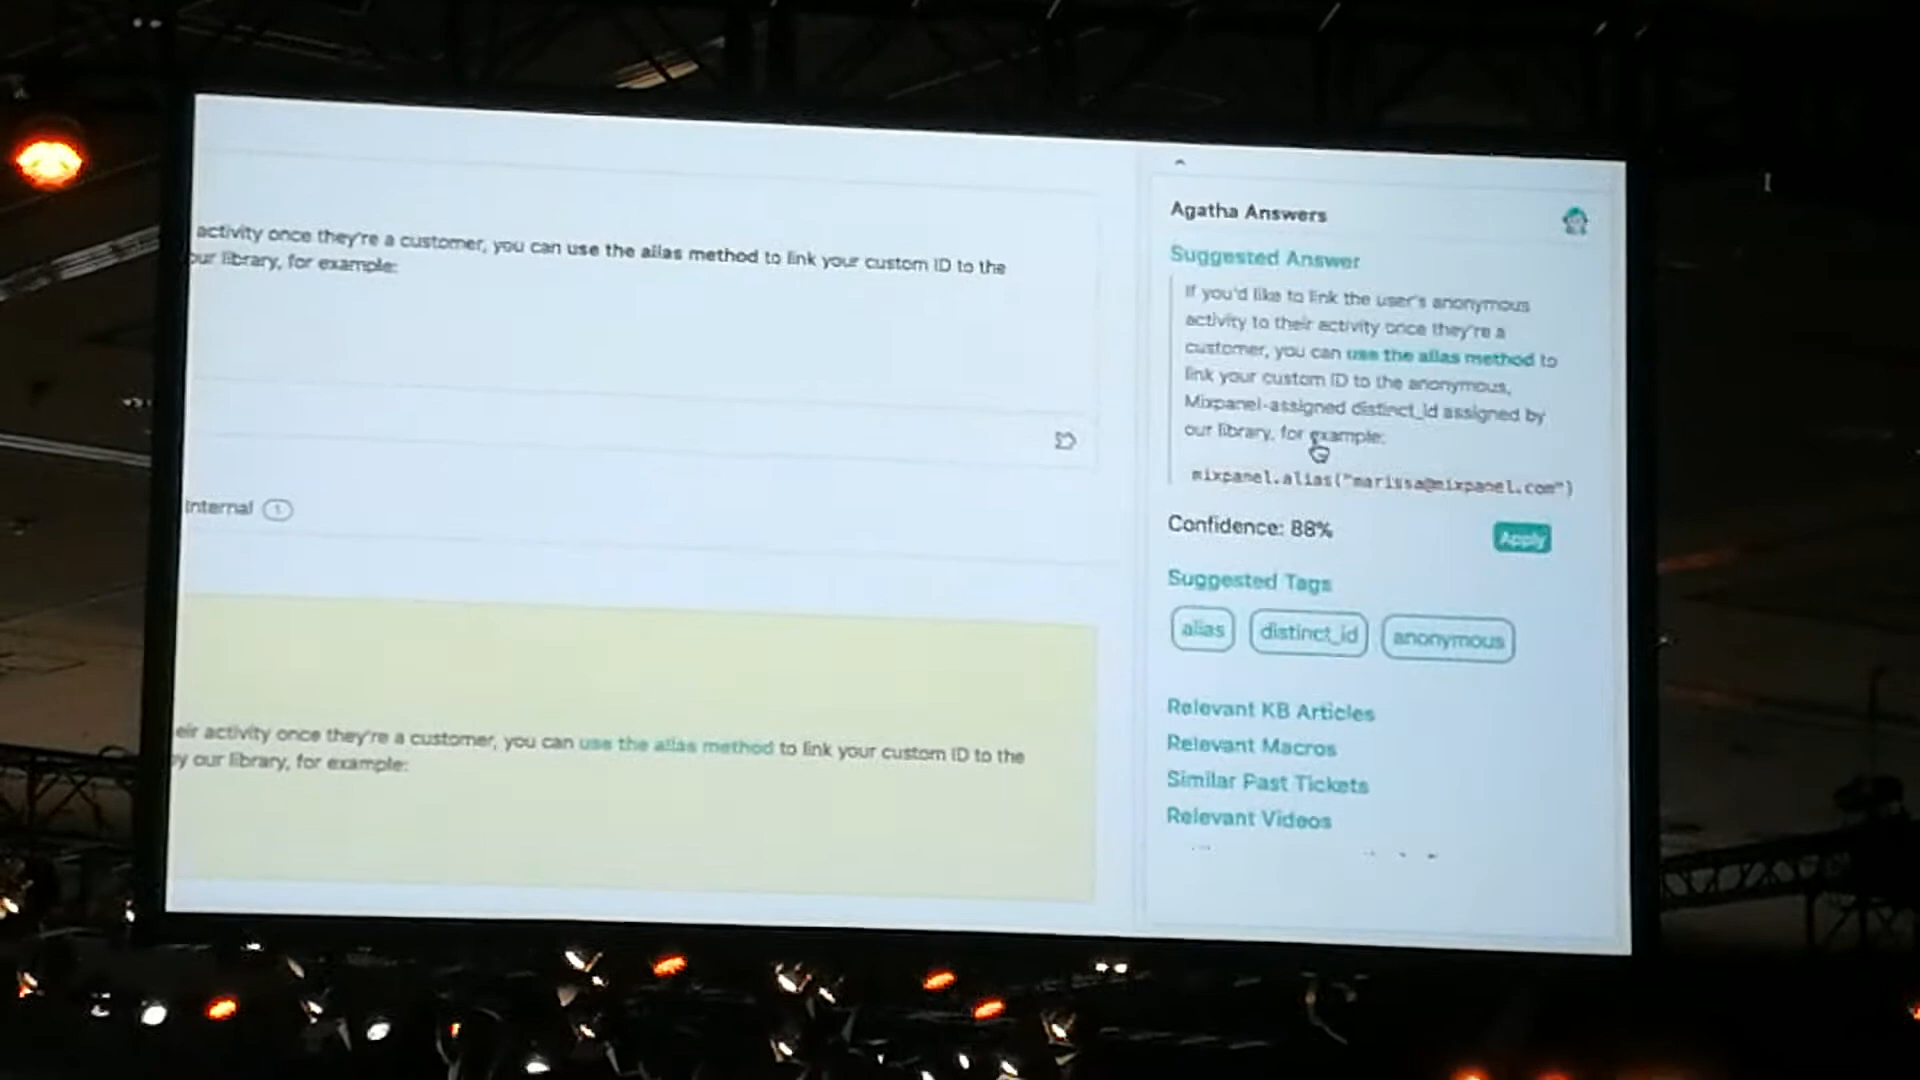 activity once they're a customer, you can use the alias method to link your custom ID to the
our library, for example:
Internal 1
eir activity once they're a customer, you can use the alias method to link your custom ID to the
by our library, for example:
Agatha Answers
Suggested Answer
If you'd like to link the user's anonymous
activity to their activity once they're a
customer, you can use the alias method to
link your custom ID to the anonymous,
Mixpanel-assigned distinct_id assigned by
our library, for example:
mixpanel.alias("marissa@mixpanel.com")
Confidence: 88%
Apply
Suggested Tags
alias distinct_id anonymous
Relevant KB Articles
Relevant Macros
Similar Past Tickets
Relevant Videos